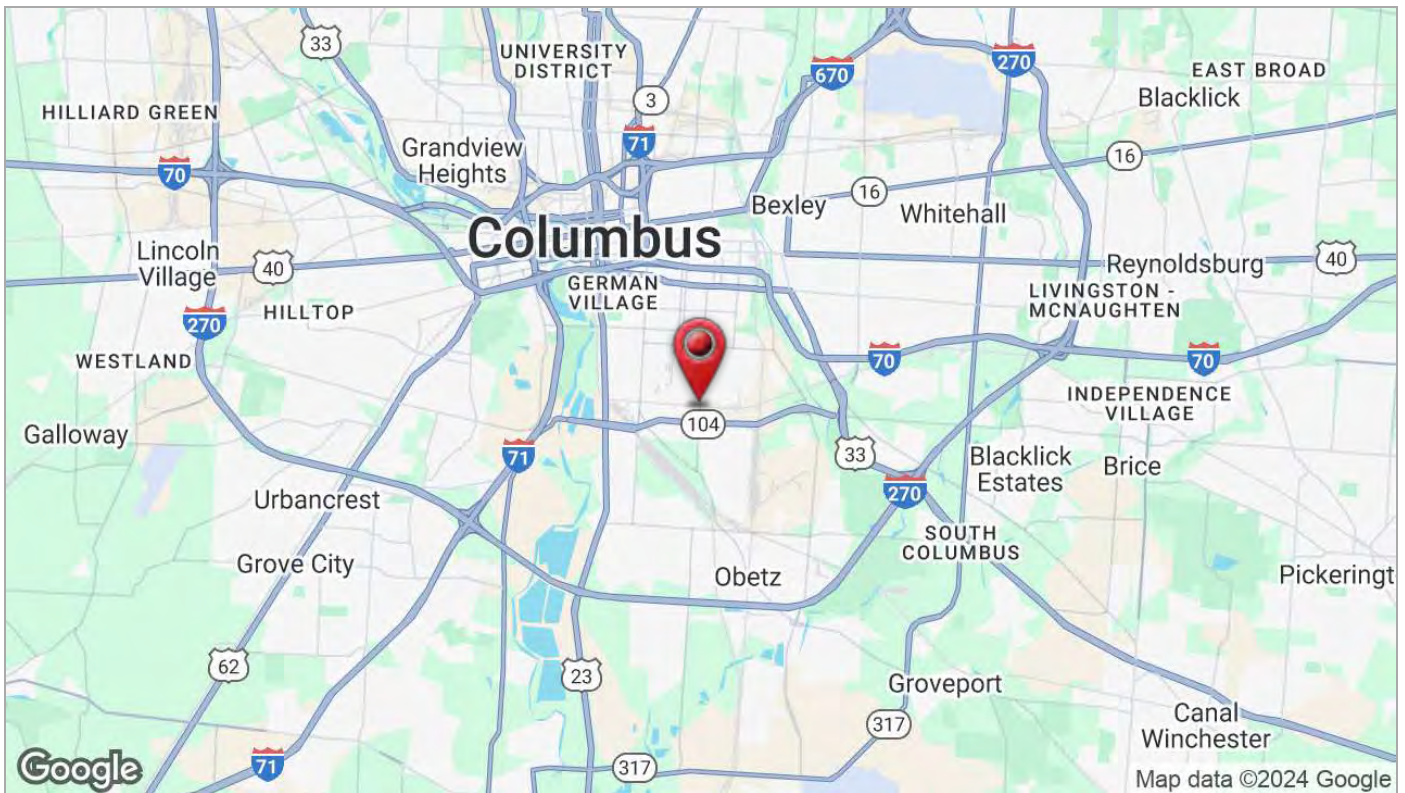 33
UNIVERSITY
DISTRICT
670
270
EAST BROAD
Blacklick
3
HILLIARD GREEN
71
Grandview
Heights
16
70
16
Bexley
Whitehall
Columbus
Lincoln
Village
40
Reynoldsburg
40
GERMAN
VILLAGE
LIVINGSTON -
MCNAUGHTEN
270
HILLTOP
WESTLAND
70
70
INDEPENDENCE
VILLAGE
104
Galloway
71
33
Blacklick
Estates
Brice
270
Urbancrest
SOUTH
COLUMBUS
Grove City
Obetz
Pickeringt
62
23
Groveport
317
Canal
Winchester
71
317
Google
Map data ©2024 Google